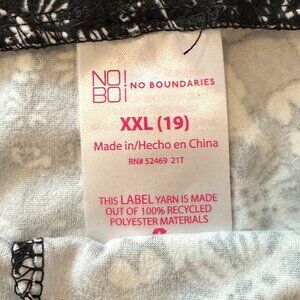 NO
BO! NO BOUNDARIES
XXL (19)
Made in/Hecho en China
RN# 52469 21T
THIS LABEL YARN IS MADE
OUT OF 100% RECYCLED
POLYESTER MATERIALS